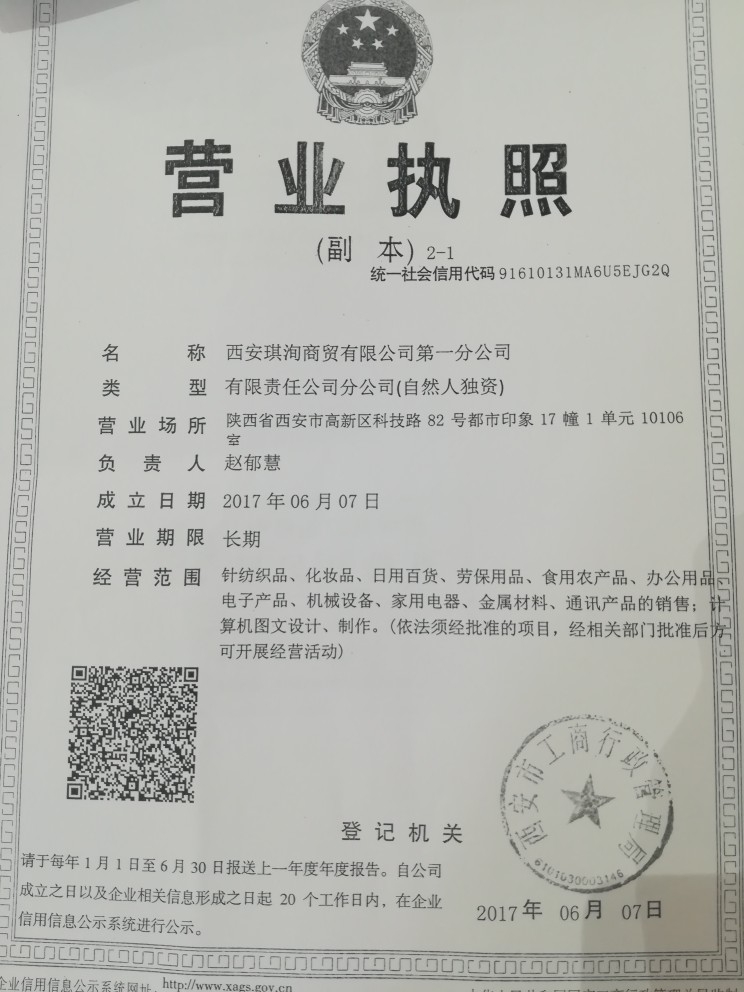 营业执照
(副 本) 2-1
统一社会信用代码 91610131MA6U5EJG2Q
名 称 西安琪洵商贸有限公司第一分公司
类 型 有限责任公司分公司(自然人独资)
营业场所 陕西省西安市高新区科技路 82 号都市印象 17 幢 1 单元 10106
室
负 责 人 赵郁慧
成立日期 2017 年 06 月 07 日
营业期限 长期
经营范围 针纺织品、化妆品、日用百货、劳保用品、食用农产品、办公用品、
电子产品、机械设备、家用电器、金属材料、通讯产品的销售；计
算机图文设计、制作。(依法须经批准的项目，经相关部门批准后方
可开展经营活动)
西安市工商行政管理局
6101030003146
登记机关
请于每年 1 月 1 日至 6 月 30 日报送上一年度年度报告。自公司
成立之日以及企业相关信息形成之日起 20 个工作日内，在企业
信用信息公示系统进行公示。
2017 年 06 月 07 日
企业信用信息公示系统网址: http://www.xags.gov.cn